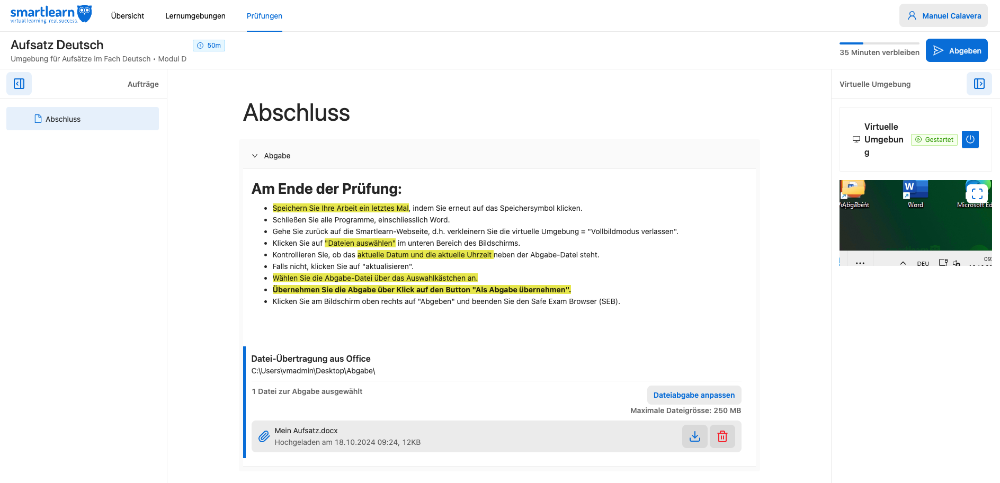 smartlearn
virtual learning. real success.
Übersicht
Lernumgebungen
Prüfungen
Manuel Calavera
Aufsatz Deutsch
50m
Umgebung für Aufsätze im Fach Deutsch • Modul D
35 Minuten verbleiben
Abgeben
Aufträge
Abschluss
Abschluss
Abgabe
Am Ende der Prüfung:
Speichern Sie Ihre Arbeit ein letztes Mal, indem Sie erneut auf das Speichersymbol klicken.
Schließen Sie alle Programme, einschliesslich Word.
Gehe Sie zurück auf die Smartlearn-Webseite, d.h. verkleinern Sie die virtuelle Umgebung = "Vollbildmodus verlassen".
Klicken Sie auf "Dateien auswählen" im unteren Bereich des Bildschirms.
Kontrollieren Sie, ob das aktuelle Datum und die aktuelle Uhrzeit neben der Abgabe-Datei steht.
Falls nicht, klicken Sie auf "aktualisieren".
Wählen Sie die Abgabe-Datei über das Auswahlkästchen an.
Übernehmen Sie die Abgabe über Klick auf den Button "Als Abgabe übernehmen".
Klicken Sie am Bildschirm oben rechts auf "Abgeben" und beenden Sie den Safe Exam Browser (SEB).
Datei-Übertragung aus Office
C:\Users\vmadmin\Desktop\Abgabe\
1 Datei zur Abgabe ausgewählt
Dateiabgabe anpassen
Maximale Dateigrösse: 250 MB
Mein Aufsatz.docx
Hochgeladen am 18.10.2024 09:24, 12KB
Virtuelle Umgebung
Virtuelle
Umgebun
g
Gestartet
W
Word
Microsoft Ed
DEU